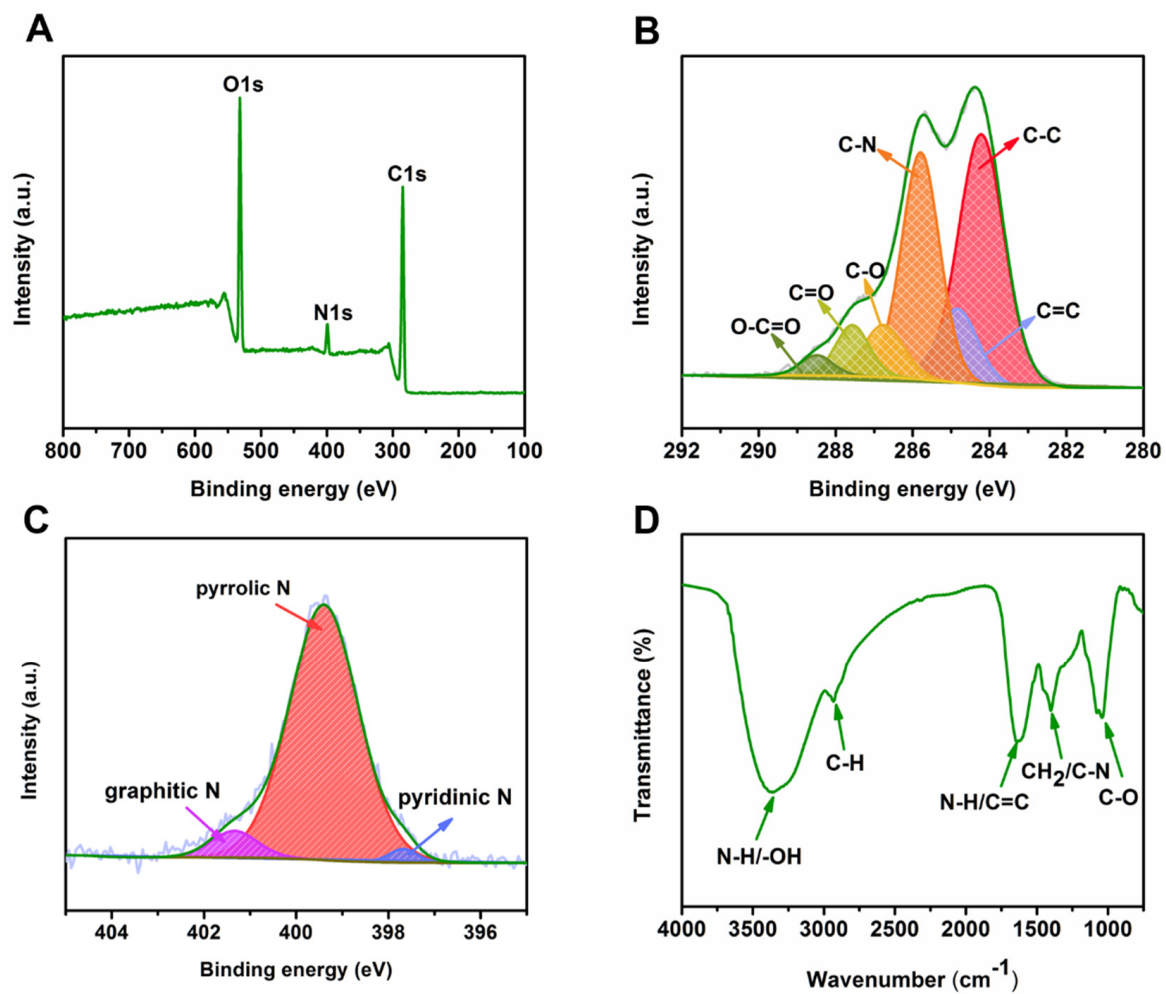 A
O1s
C1s
N1s
Intensity (a.u.)
800 700 600 500 400 300 200 100
Binding energy (eV)
B
C-N
C-C
C-O
C=O
O-C=O
C=C
Intensity (a.u.)
292 290 288 286 284 282 280
Binding energy (eV)
C
pyrrolic N
graphitic N
pyridinic N
Intensity (a.u.)
404 402 400 398 396
Binding energy (eV)
D
C-H
CH2/C-N
N-H/C=C
C-O
N-H/-OH
Transmittance (%)
4000 3500 3000 2500 2000 1500 1000
Wavenumber (cm-1)